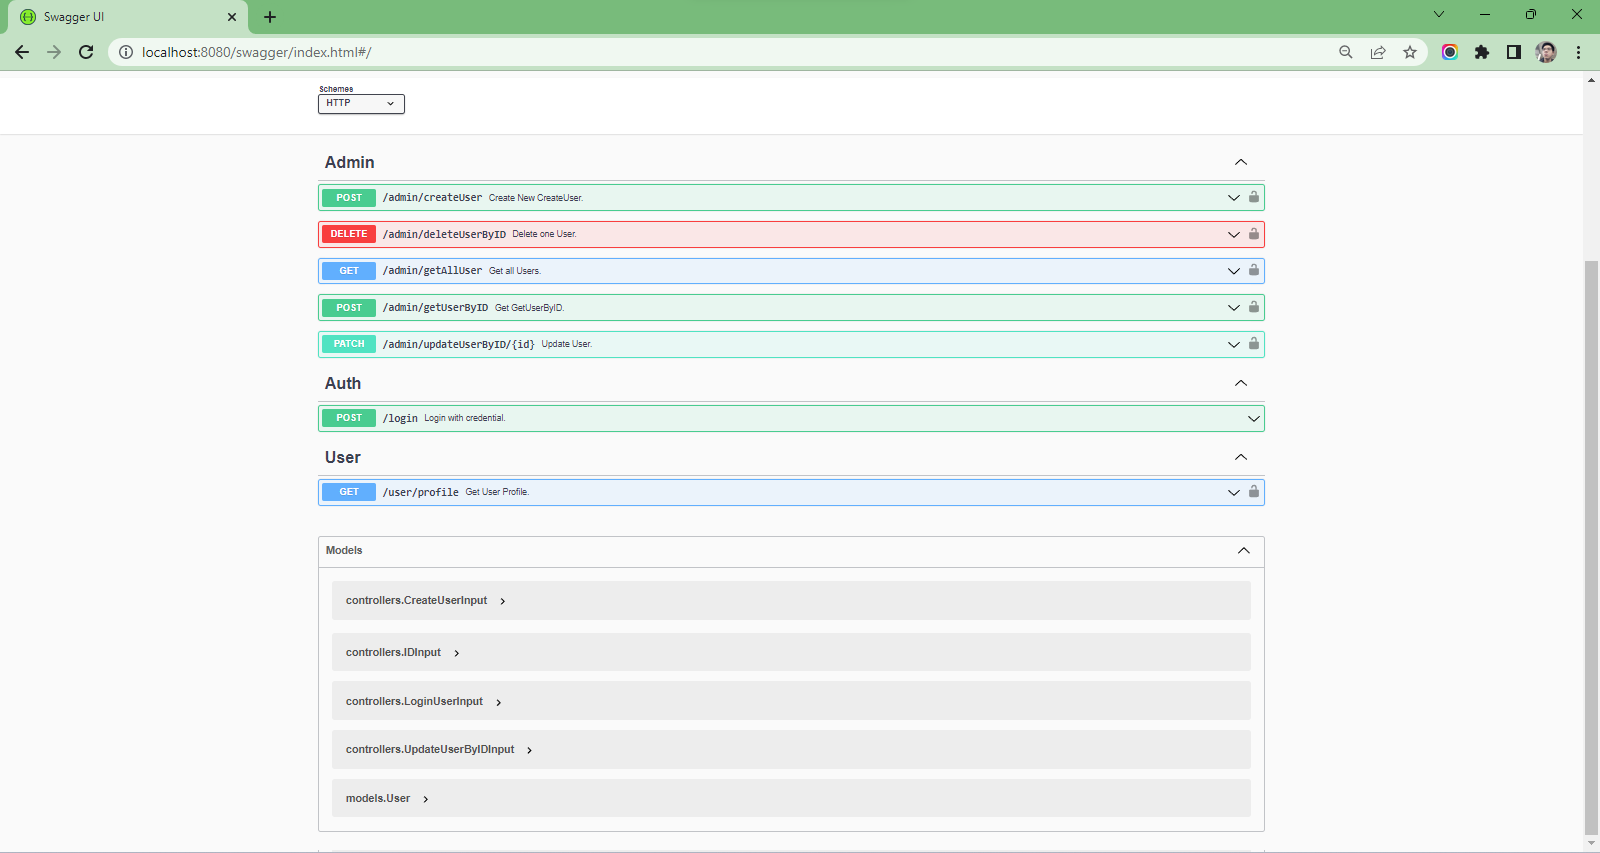 Swagger UI
localhost:8080/swagger/index.html#/
Schemes
HTTP
Admin
POST /admin/createUser Create New CreateUser.
DELETE /admin/deleteUserByID Delete one User.
GET /admin/getAllUser Get all Users.
POST /admin/getUserByID Get GetUserByID.
PATCH /admin/updateUserByID/{id} Update User.
Auth
POST /login Login with credential.
User
GET /user/profile Get User Profile.
Models
controllers.CreateUserInput
controllers.IDInput
controllers.LoginUserInput
controllers.UpdateUserByIDInput
models.User